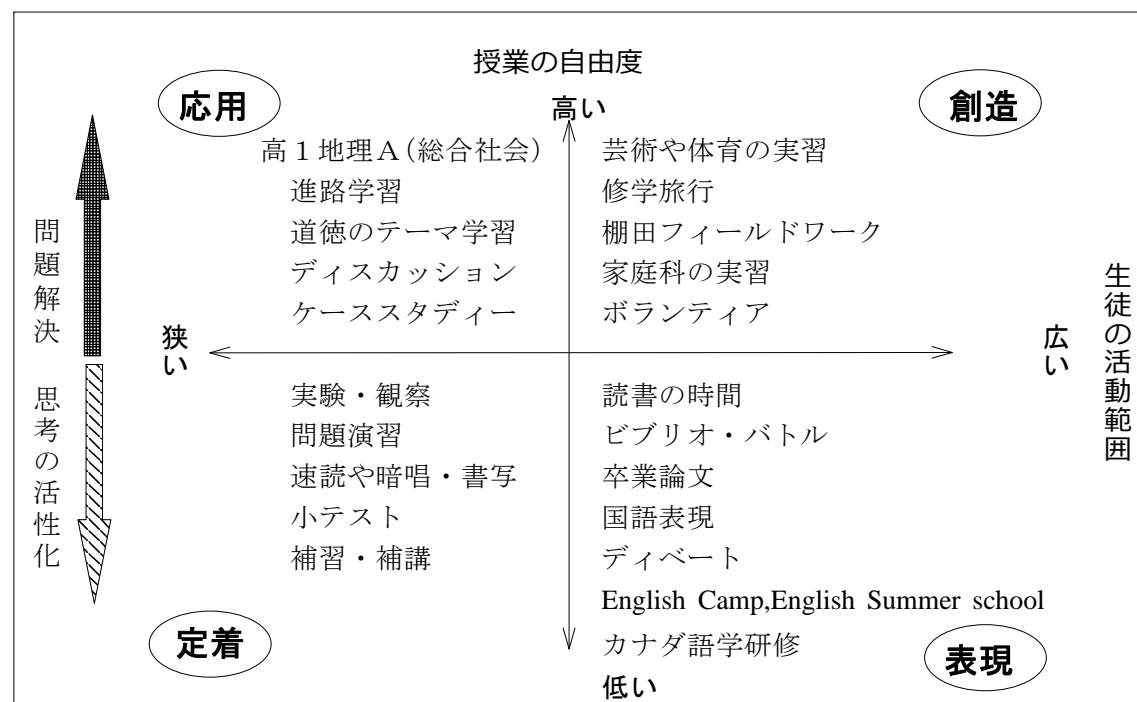 授業の自由度
高い
応用
創造
高１地理Ａ(総合社会)
進路学習
道徳のテーマ学習
ディスカッション
ケーススタディー
芸術や体育の実習
修学旅行
棚田フィールドワーク
家庭科の実習
ボランティア
問題解決
思考の活性化
狭い
広い
生徒の活動範囲
実験・観察
問題演習
速読や暗唱・書写
小テスト
補習・補講
読書の時間
ビブリオ・バトル
卒業論文
国語表現
ディベート
English Camp,English Summer school
カナダ語学研修
定着
表現
低い